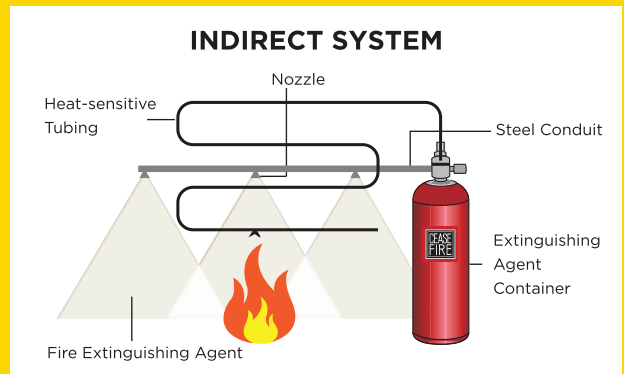 INDIRECT SYSTEM
Nozzle
Heat-sensitive
Tubing
Steel Conduit
CEASE
FIRE
Extinguishing
Agent
Container
Fire Extinguishing Agent